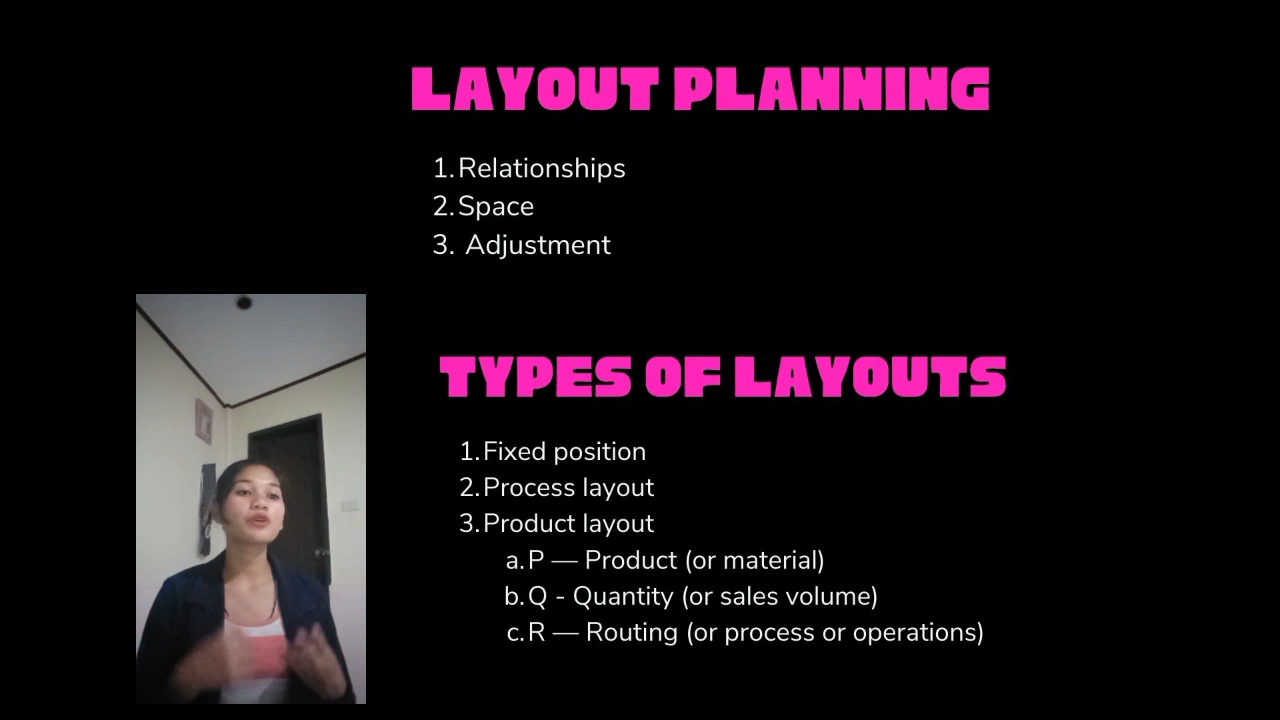 LAYOUT PLANNING
1. Relationships
2. Space
3. Adjustment
TYPES OF LAYOUTS
1. Fixed position
2. Process layout
3. Product layout
a. P — Product (or material)
b. Q - Quantity (or sales volume)
c. R — Routing (or process or operations)